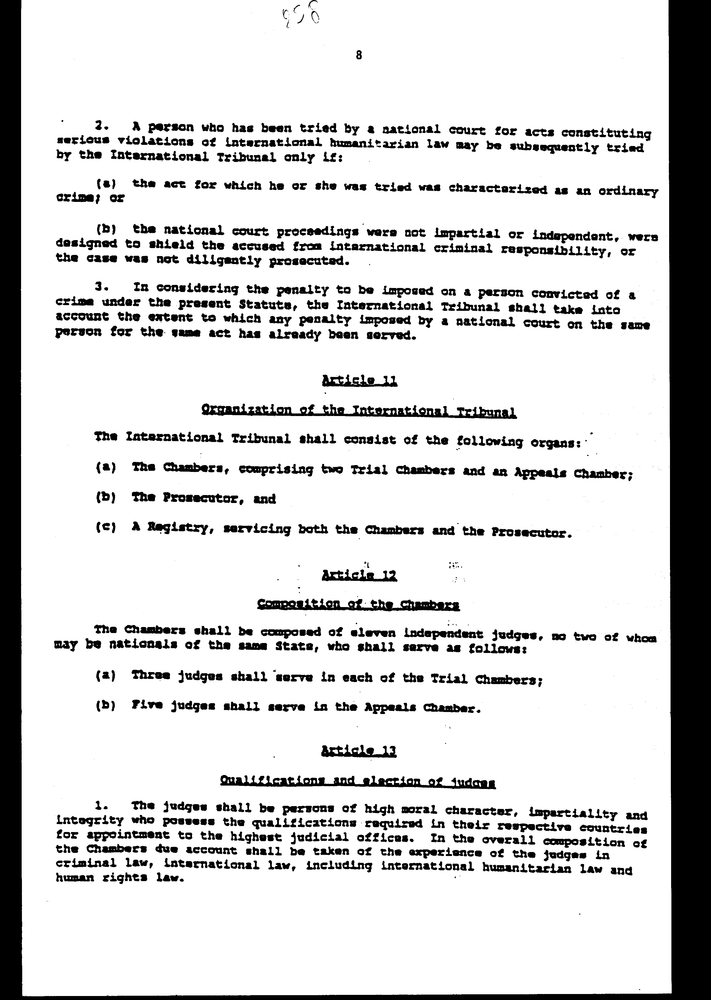 958
8
2. A person who has been tried by a national court for acts constituting
serious violations of international humanitarian law may be subsequently tried
by the International Tribunal only if:
(a) the act for which he or she was tried was characterized as an ordinary
crime; or
(b) the national court proceedings were not impartial or independent, were
designed to shield the accused from international criminal responsibility, or
the case was not diligently prosecuted.
3. In considering the penalty to be imposed on a person convicted of a
crime under the present Statute, the International Tribunal shall take into
account the extent to which any penalty imposed by a national court on the same
person for the same act has already been served.
Article 11
Organization of the International Tribunal
The International Tribunal shall consist of the following organs:
(a) The Chambers, comprising two Trial Chambers and an Appeals Chamber;
(b) The Prosecutor, and
(c) A Registry, servicing both the Chambers and the Prosecutor.
Article 12
Composition of the Chambers
The Chambers shall be composed of eleven independent judges, no two of whom
may be nationals of the same State, who shall serve as follows:
(a) Three judges shall serve in each of the Trial Chambers;
(b) Five judges shall serve in the Appeals Chamber.
Article 13
Qualifications and election of judges
1. The judges shall be persons of high moral character, impartiality and
integrity who possess the qualifications required in their respective countries
for appointment to the highest judicial offices. In the overall composition of
the Chambers due account shall be taken of the experience of the judges in
criminal law, international law, including international humanitarian law and
human rights law.